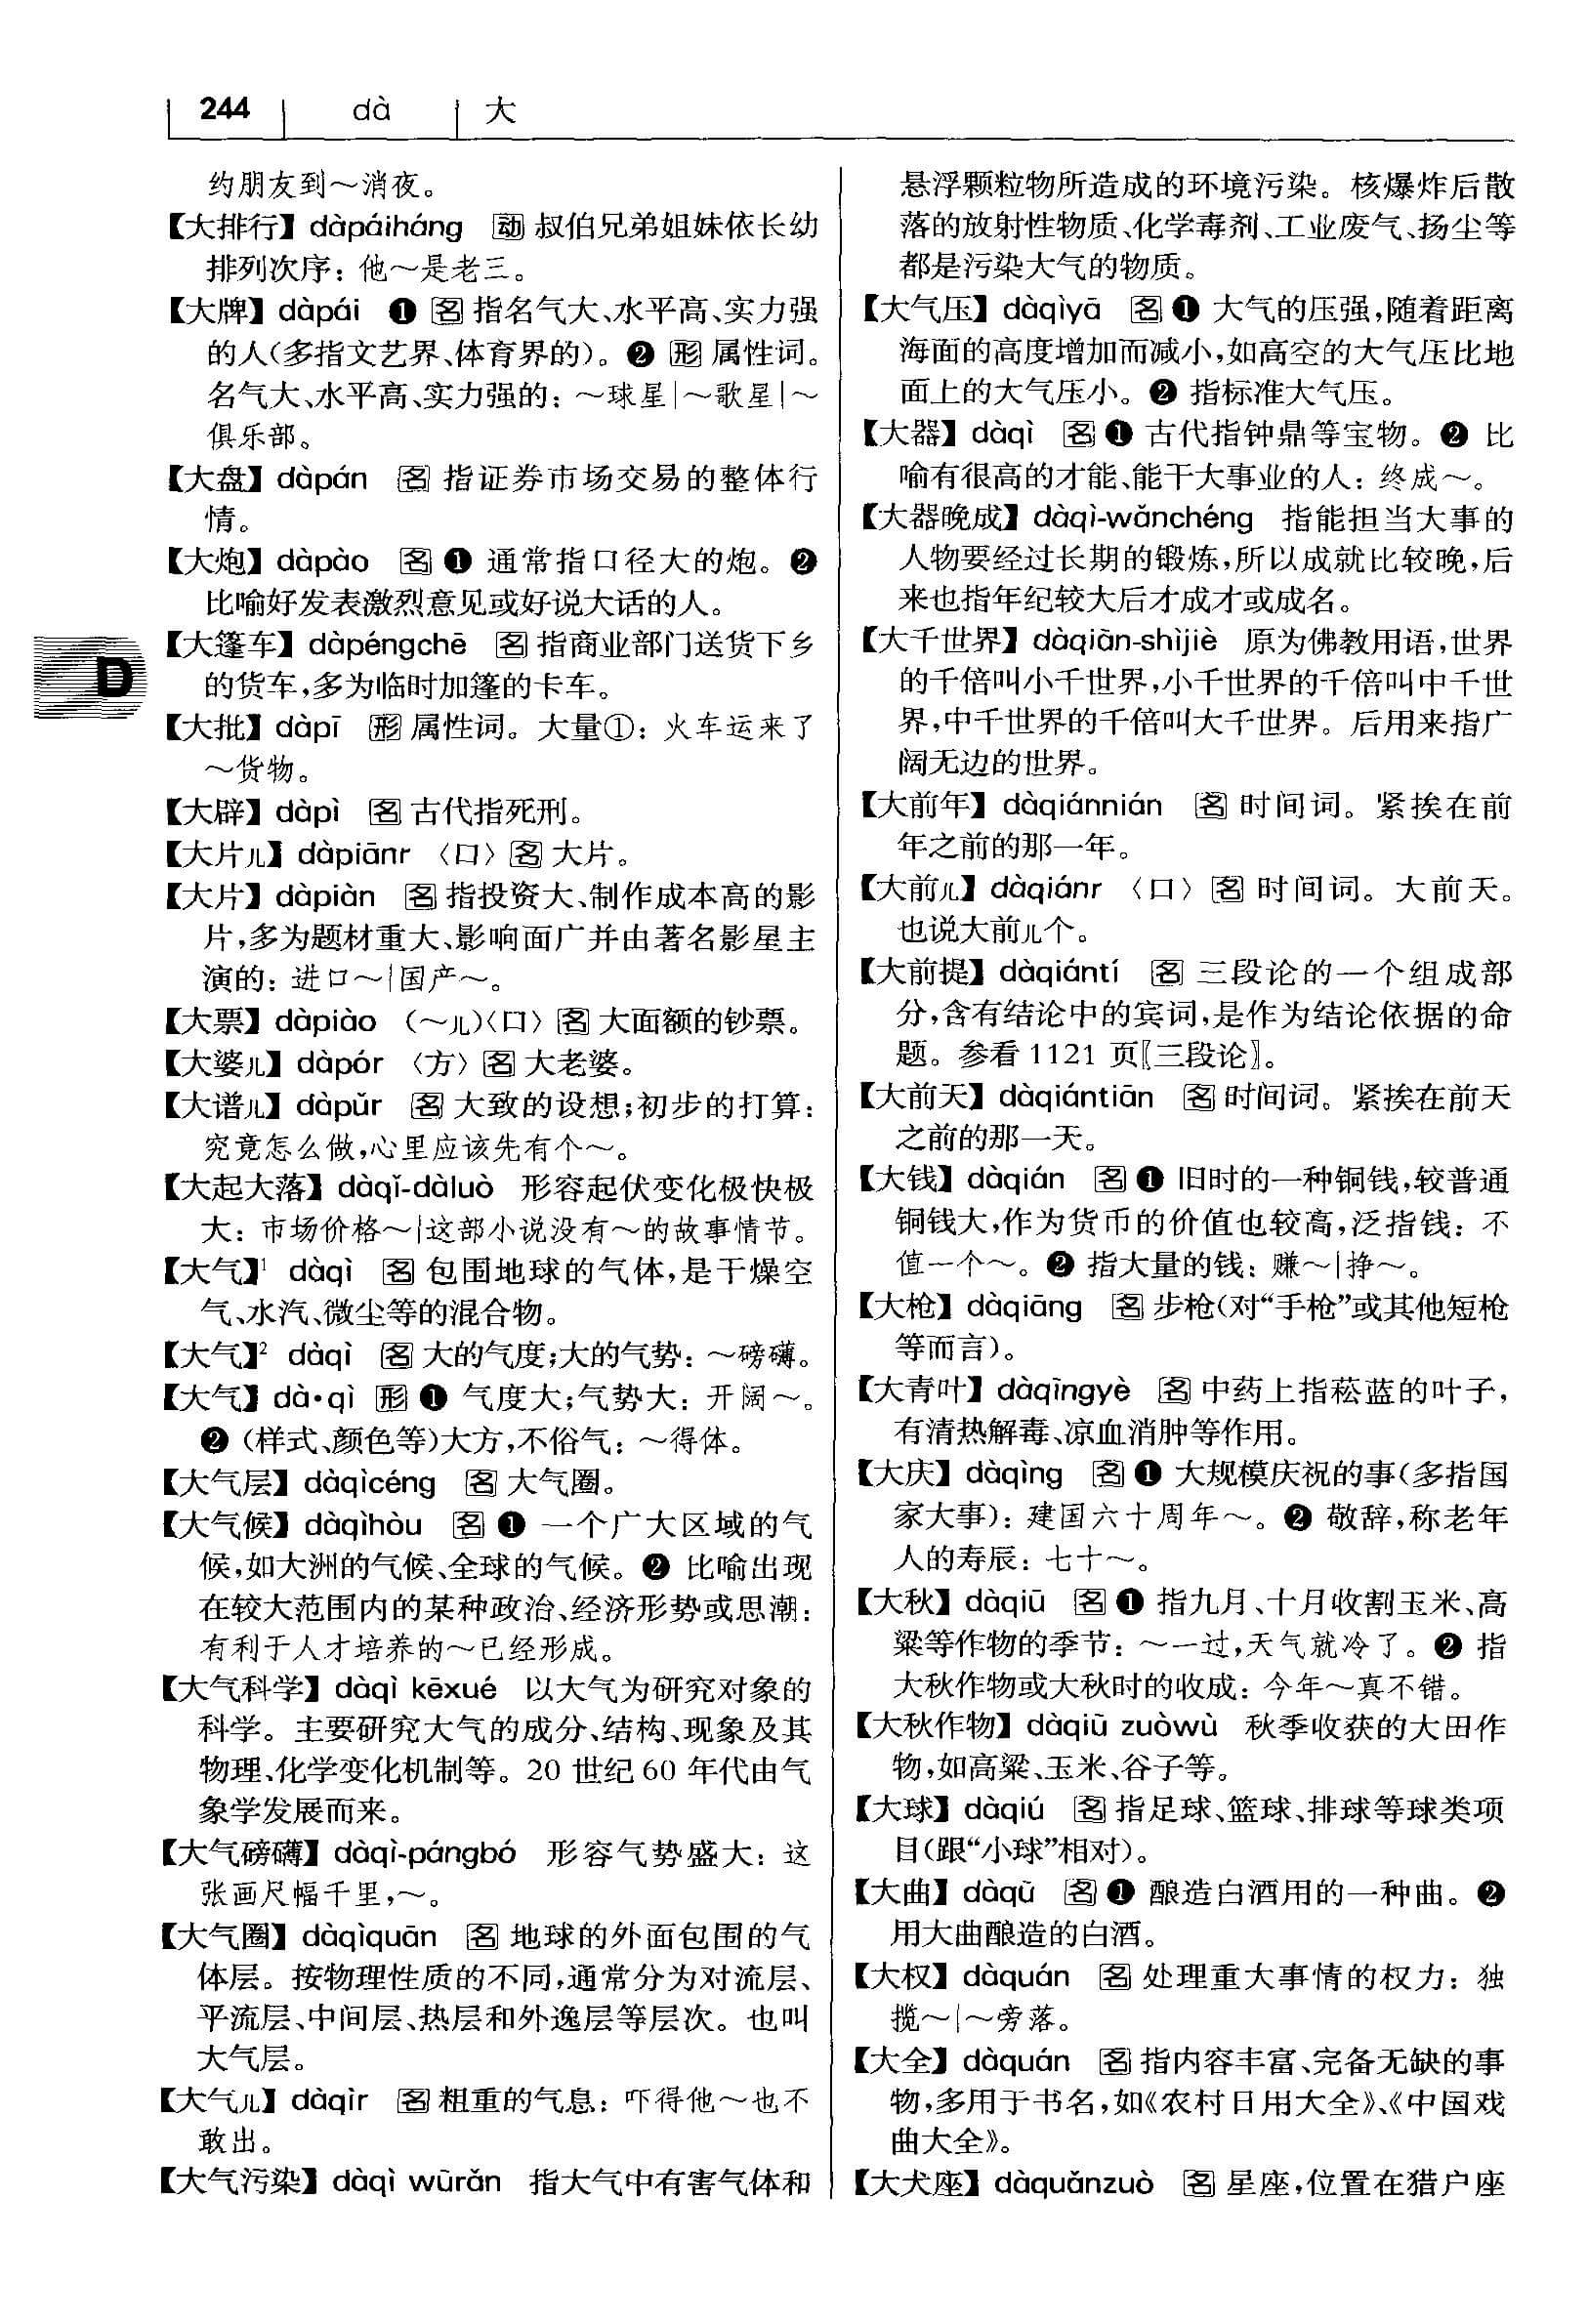 244 dà 大
约朋友到～消夜。
【大排行】dàpáiháng 动 叔伯兄弟姐妹依长幼
排列次序：他～是老三。
【大牌】dàpái ❶ 名 指名气大、水平高、实力强
的人（多指文艺界、体育界的）。❷ 形 属性词。
名气大、水平高、实力强的：～球星｜～歌星｜～
俱乐部。
【大盘】dàpán 名 指证券市场交易的整体行
情。
【大炮】dàpào 名 ❶ 通常指口径大的炮。❷
比喻好发表激烈意见或好说大话的人。
【大篷车】dàpéngchē 名 指商业部门送货下乡
的货车，多为临时加篷的卡车。
D
【大批】dàpī 形 属性词。大量①：火车运来了
～货物。
【大辟】dàpì 名 古代指死刑。
【大片儿】dàpiānr 〈口〉名 大片。
【大片】dàpiàn 名 指投资大、制作成本高的影
片，多为题材重大、影响面广并由著名影星主
演的：进口～｜国产～。
【大票】dàpiào （～儿）〈口〉名 大面额的钞票。
【大婆儿】dàpór 〈方〉名 大老婆。
【大谱儿】dàpǔr 名 大致的设想；初步的打算：
究竟怎么做，心里应该先有个～。
【大起大落】dàqǐ-dàluò 形容起伏变化极快极
大：市场价格～｜这部小说没有～的故事情节。
【大气】¹ dàqì 名 包围地球的气体，是干燥空
气、水汽、微尘等的混合物。
【大气】² dàqì 名 大的气度；大的气势：～磅礴。
【大气】dà·qì 形 ❶ 气度大；气势大：开阔～。
❷（样式、颜色等）大方，不俗气：～得体。
【大气层】dàqìcéng 名 大气圈。
【大气候】dàqìhòu 名 ❶ 一个广大区域的气
候，如大洲的气候、全球的气候。❷ 比喻出现
在较大范围内的某种政治、经济形势或思潮：
有利于人才培养的～已经形成。
【大气科学】dàqì kēxué 以大气为研究对象的
科学。主要研究大气的成分、结构、现象及其
物理、化学变化机制等。20 世纪 60 年代由气
象学发展而来。
【大气磅礴】dàqì-pángbó 形容气势盛大：这
张画尺幅千里，～。
【大气圈】dàqìquān 名 地球的外面包围的气
体层。按物理性质的不同，通常分为对流层、
平流层、中间层、热层和外逸层等层次。也叫
大气层。
【大气儿】dàqìr 名 粗重的气息：吓得他～也不
敢出。
【大气污染】dàqì wūrǎn 指大气中有害气体和
悬浮颗粒物所造成的环境污染。核爆炸后散
落的放射性物质、化学毒剂、工业废气、扬尘等
都是污染大气的物质。
【大气压】dàqìyā 名 ❶ 大气的压强，随着距离
海面的高度增加而减小，如高空的大气压比地
面上的大气压小。❷ 指标准大气压。
【大器】dàqì 名 ❶ 古代指钟鼎等宝物。❷ 比
喻有很高的才能、能干大事业的人：终成～。
【大器晚成】dàqì-wǎnchéng 指能担当大事的
人物要经过长期的锻炼，所以成就比较晚，后
来也指年纪较大后才成才或成名。
【大千世界】dàqiān-shìjiè 原为佛教用语，世界
的千倍叫小千世界，小千世界的千倍叫中千世
界，中千世界的千倍叫大千世界。后用来指广
阔无边的世界。
【大前年】dàqiánnián 名 时间词。紧挨在前
年之前的那一年。
【大前儿】dàqiánr 〈口〉名 时间词。大前天。
也说大前儿个。
【大前提】dàqiántí 名 三段论的一个组成部
分，含有结论中的宾词，是作为结论依据的命
题。参看 1121 页〖三段论〗。
【大前天】dàqiántiān 名 时间词。紧挨在前天
之前的那一天。
【大钱】dàqián 名 ❶ 旧时的一种铜钱，较普通
铜钱大，作为货币的价值也较高，泛指钱：不
值一个～。❷ 指大量的钱：赚～｜挣～。
【大枪】dàqiāng 名 步枪（对“手枪”或其他短枪
等而言）。
【大青叶】dàqīngyè 名 中药上指菘蓝的叶子，
有清热解毒、凉血消肿等作用。
【大庆】dàqìng 名 ❶ 大规模庆祝的事（多指国
家大事）：建国六十周年～。❷ 敬辞，称老年
人的寿辰：七十～。
【大秋】dàqiū 名 ❶ 指九月、十月收割玉米、高
粱等作物的季节：～一过，天气就冷了。❷ 指
大秋作物或大秋时的收成：今年～真不错。
【大秋作物】dàqiū zuòwù 秋季收获的大田作
物，如高粱、玉米、谷子等。
【大球】dàqiú 名 指足球、篮球、排球等球类项
目（跟“小球”相对）。
【大曲】dàqū 名 ❶ 酿造白酒用的一种曲。❷
用大曲酿造的白酒。
【大权】dàquán 名 处理重大事情的权力：独
揽～｜～旁落。
【大全】dàquán 名 指内容丰富、完备无缺的事
物，多用于书名，如《农村日用大全》、《中国戏
曲大全》。
【大犬座】dàquǎnzuò 名 星座，位置在猎户座